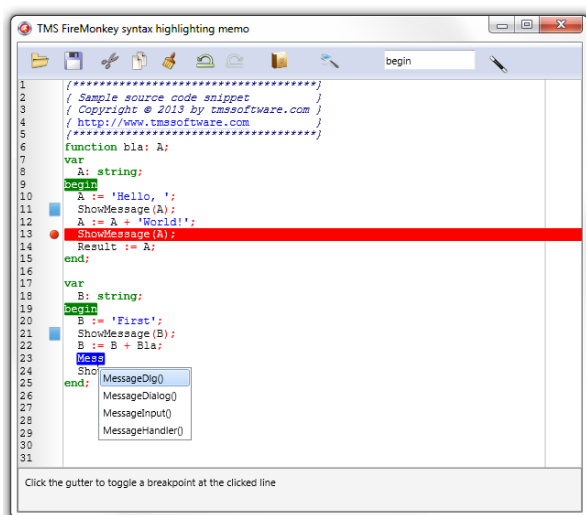 TMS FireMonkey syntax highlighting memo
begin
1 {*************************************}
2 { Sample source code snippet }
3 { Copyright © 2013 by tmssoftware.com }
4 { http://www.tmssoftware.com }
5 {*************************************}
6 function bla: A;
7 var
8 A: string;
9 begin
10 A := 'Hello, ';
11 ShowMessage(A);
12 A := A + 'World!';
13 ShowMessage(A);
14 Result := A;
15 end;
16
17 var
18 B: string;
19 begin
20 B := 'First';
21 ShowMessage(B);
22 B := B + Bla;
23 Mess
24 Sho
25 end;
MessageDlg()
26
MessageDialog()
27
MessageInput()
28
MessageHandler()
29
30
31
Click the gutter to toggle a breakpoint at the clicked line